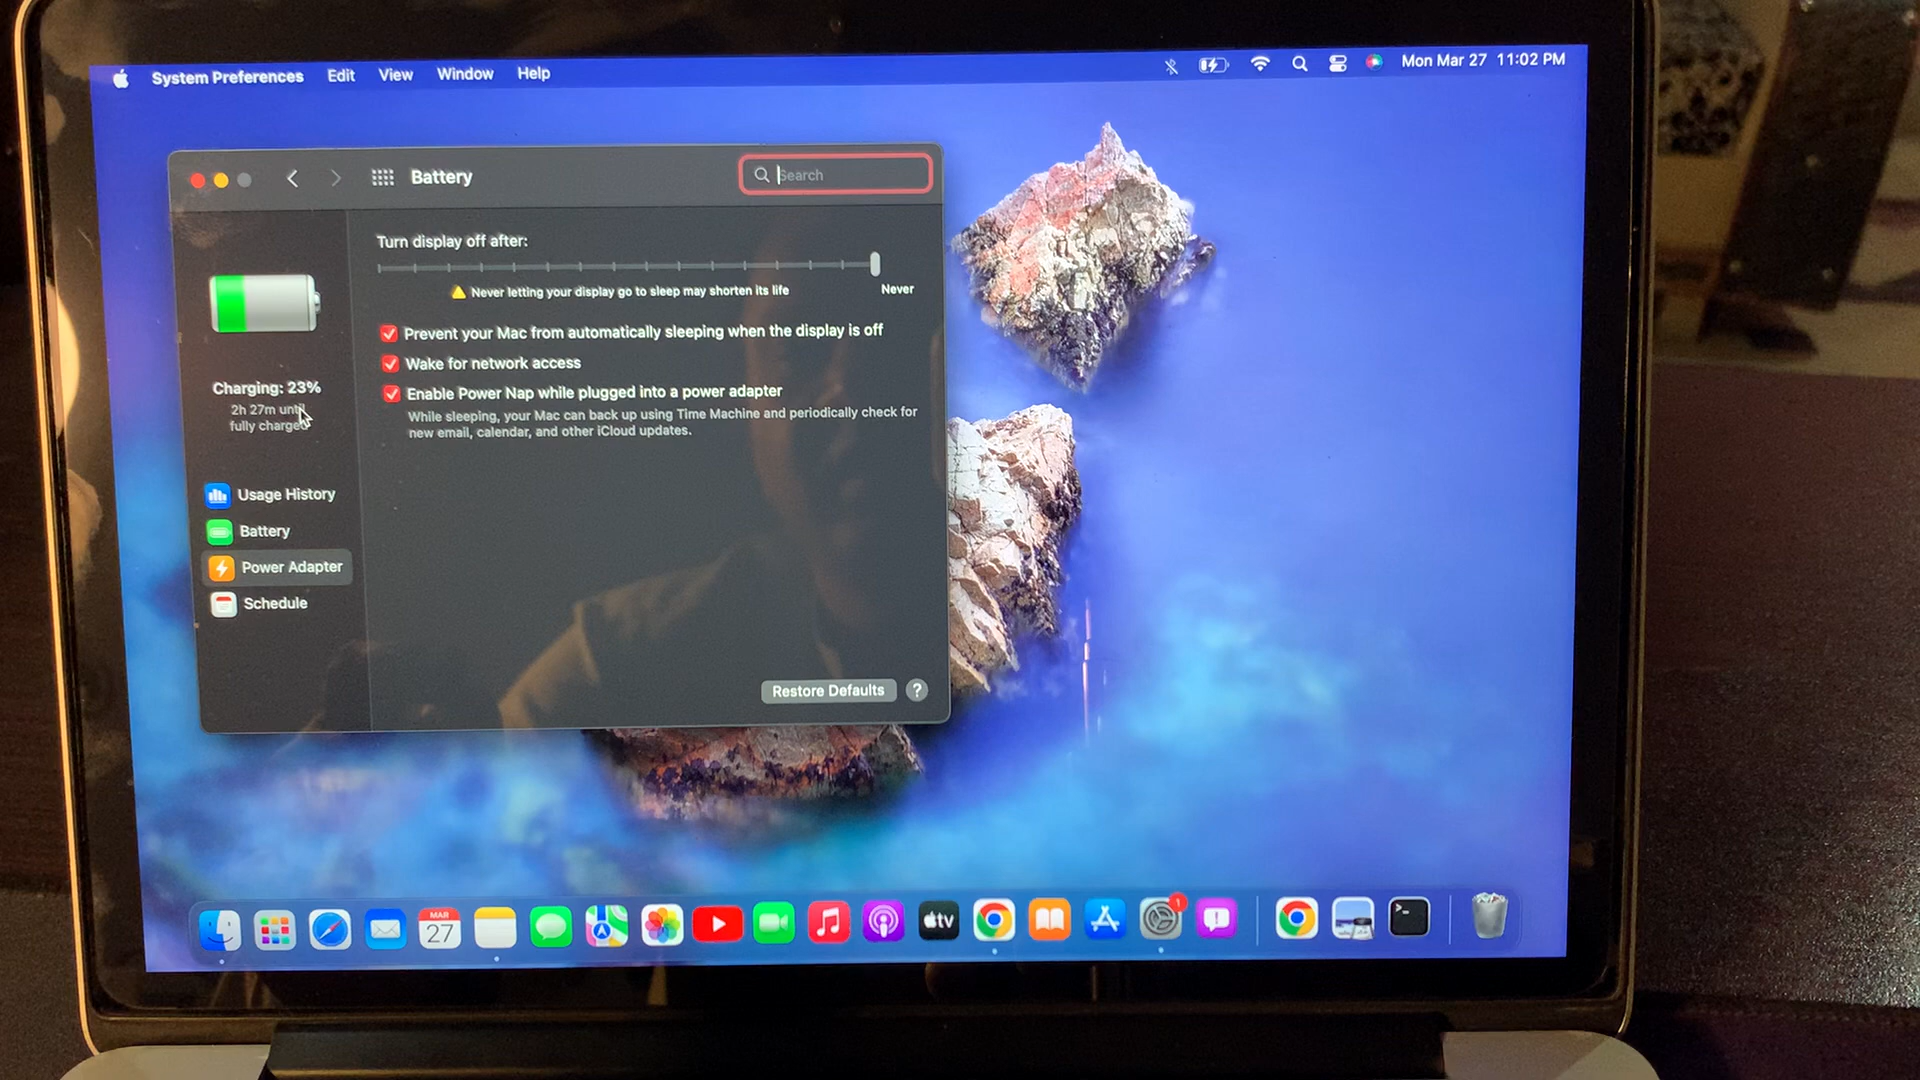 System Preferences Edit View Window Help
Mon Mar 27 11:02 PM
Battery
Search
Turn display off after:
Never letting your display go to sleep may shorten its life
Never
Prevent your Mac from automatically sleeping when the display is off
Wake for network access
Enable Power Nap while plugged into a power adapter
While sleeping, your Mac can back up using Time Machine and periodically check for
new email, calendar, and other iCloud updates.
Charging: 23%
2h 27m until
fully charged
Usage History
Battery
Power Adapter
Schedule
Restore Defaults ?
MAR
27
tv
1